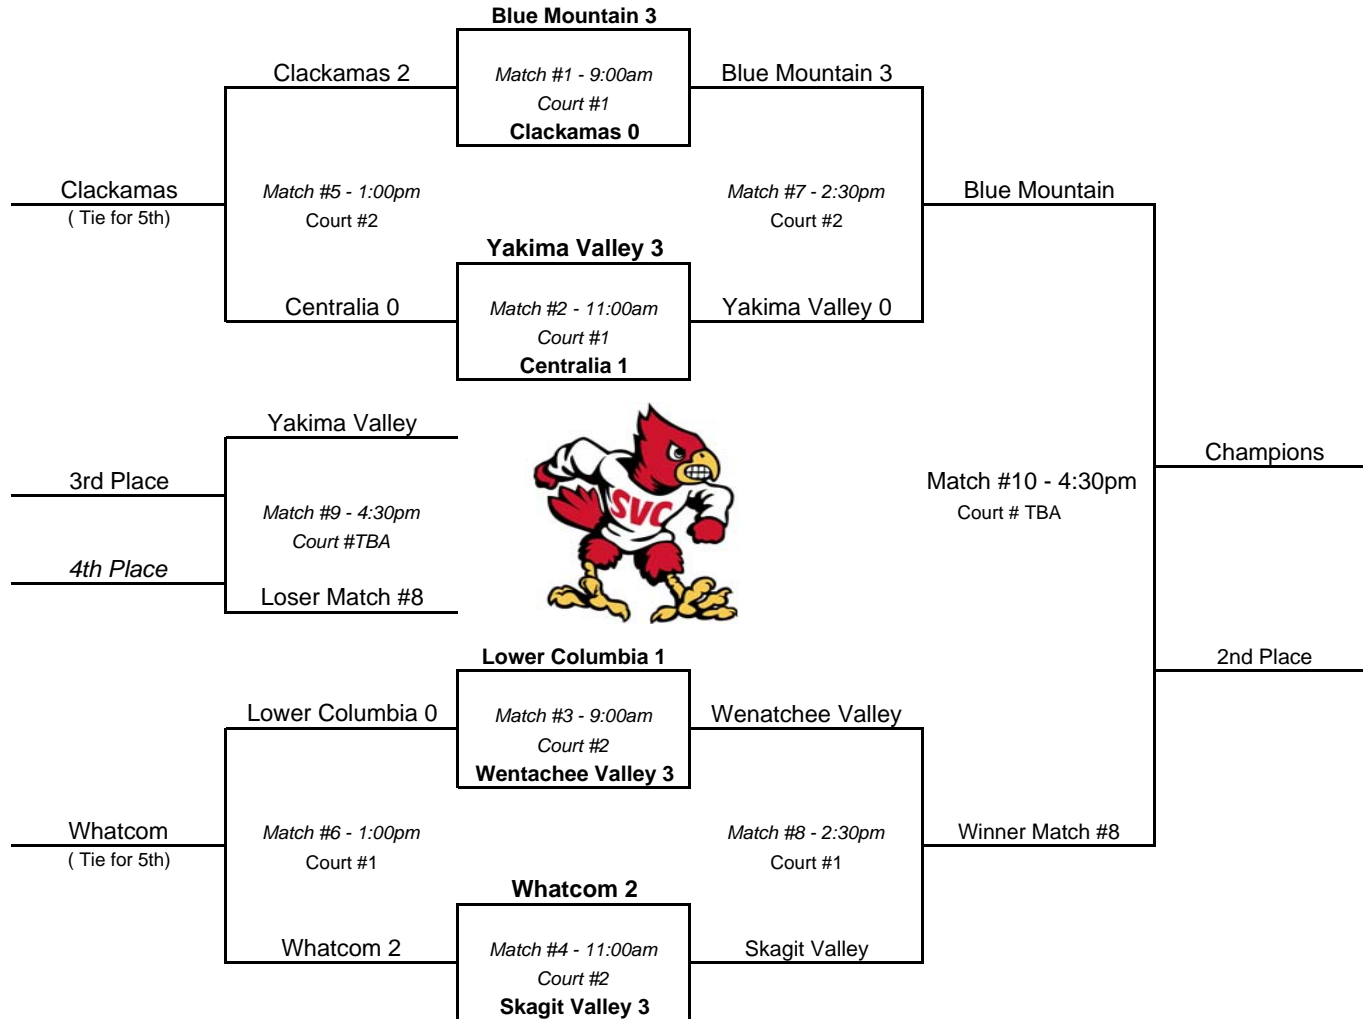 Blue Mountain 3
Clackamas 2
Match #1 - 9:00am
Blue Mountain 3
Court #1
Clackamas 0
Clackamas
( Tie for 5th)
Match #5 - 1:00pm
Court #2
Match #7 - 2:30pm
Court #2
Blue Mountain
Yakima Valley 3
Centralia 0
Match #2 - 11:00am
Yakima Valley 0
Court #1
Centralia 1
Yakima Valley
3rd Place
Match #9 - 4:30pm
Court #TBA
4th Place
Loser Match #8
SVC
Champions
Match #10 - 4:30pm
Court # TBA
Lower Columbia 1
2nd Place
Lower Columbia 0
Match #3 - 9:00am
Wenatchee Valley
Court #2
Wentachee Valley 3
Whatcom
( Tie for 5th)
Match #6 - 1:00pm
Court #1
Match #8 - 2:30pm
Court #1
Winner Match #8
Whatcom 2
Whatcom 2
Match #4 - 11:00am
Skagit Valley
Court #2
Skagit Valley 3